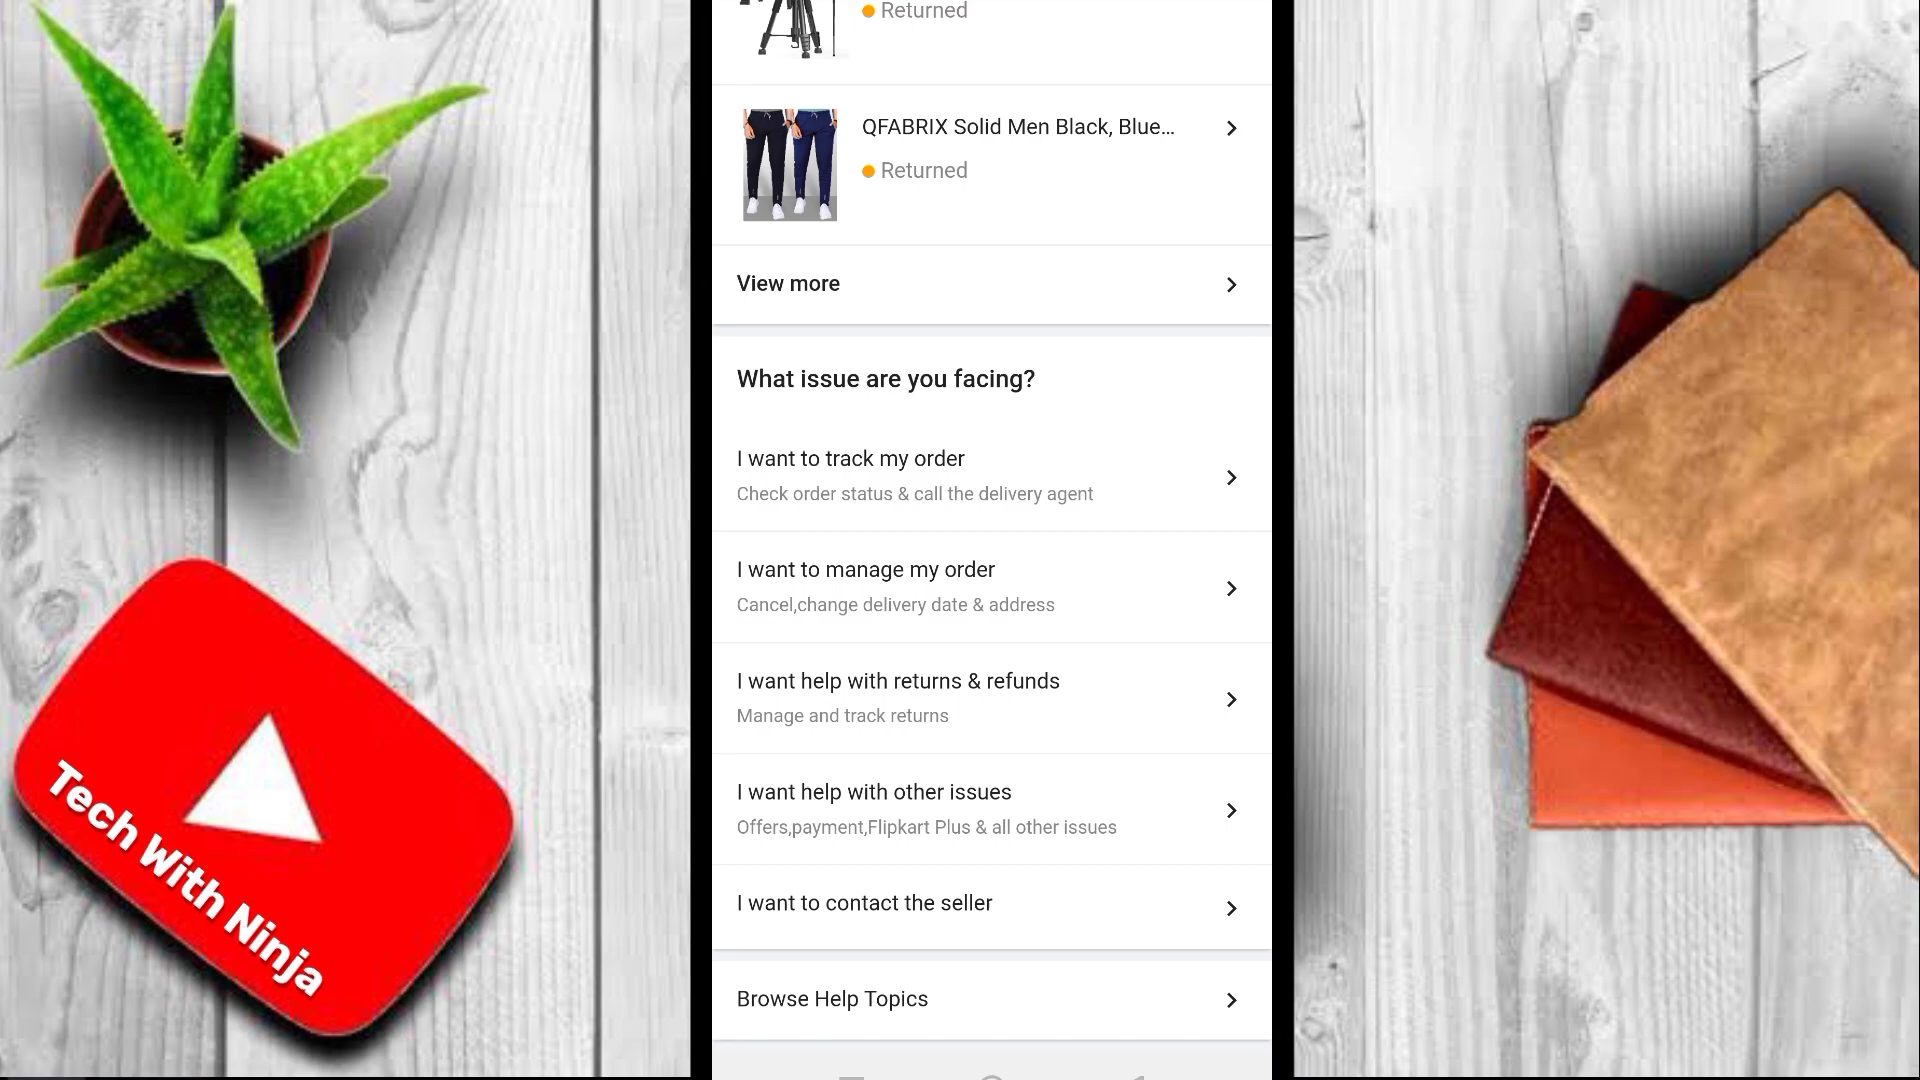 Returned
QFABRIX Solid Men Black, Blue...
Returned
View more
What issue are you facing?
I want to track my order
Check order status & call the delivery agent
I want to manage my order
Cancel,change delivery date & address
I want help with returns & refunds
Manage and track returns
I want help with other issues
Offers,payment,Flipkart Plus & all other issues
I want to contact the seller
Browse Help Topics
Tech With Ninja